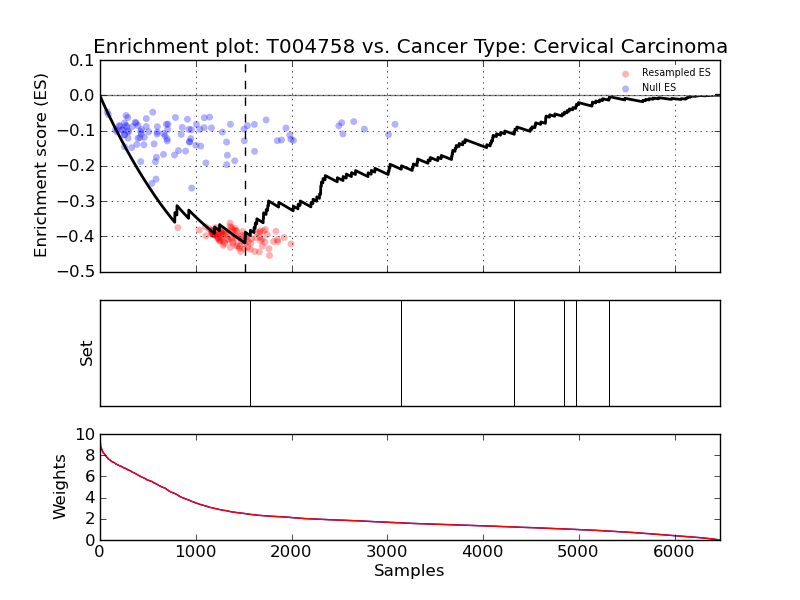 Enrichment plot: T004758 vs. Cancer Type: Cervical Carcinoma
Enrichment score (ES)
0.1
0.0
−0.1
−0.2
−0.3
−0.4
−0.5
Resampled ES
Null ES
Set
Weights
10
8
6
4
2
0
0 1000 2000 3000 4000 5000 6000
Samples